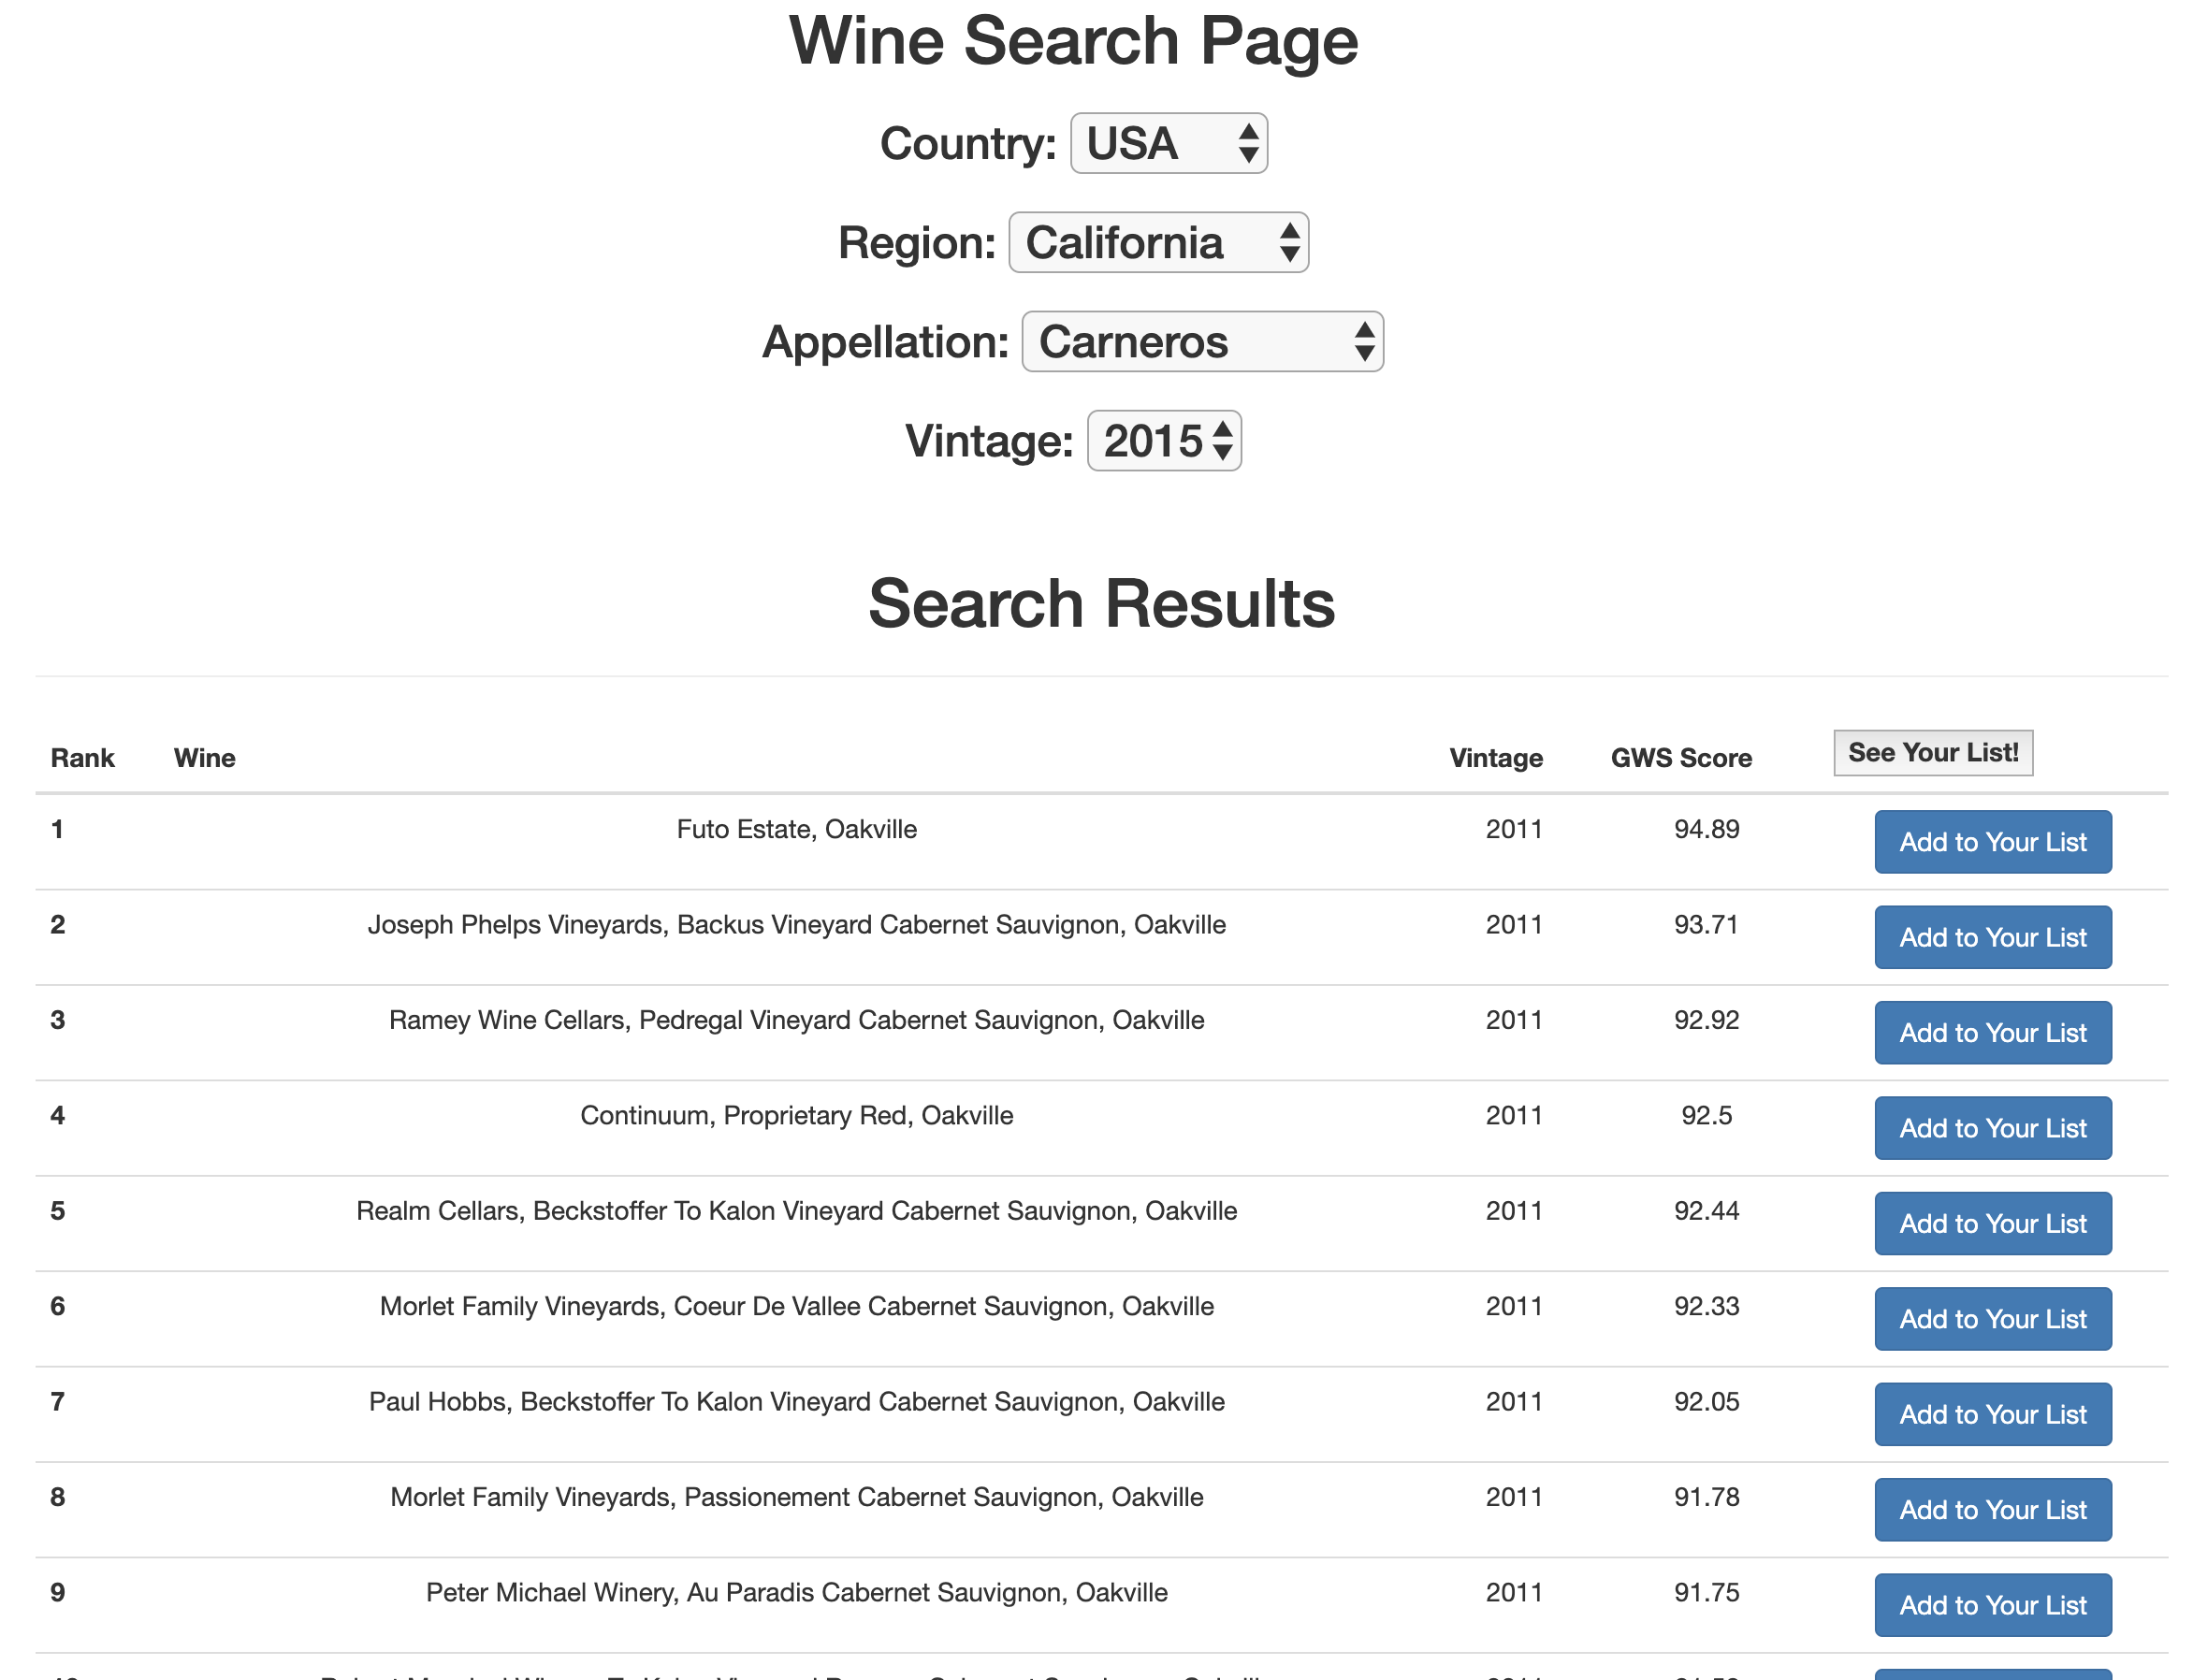 Wine Search Page
Country: USA
Region: California
Appellation: Carneros
Vintage: 2015
Search Results
Rank Wine Vintage GWS Score See Your List!
1 Futo Estate, Oakville 2011 94.89 Add to Your List
2 Joseph Phelps Vineyards, Backus Vineyard Cabernet Sauvignon, Oakville 2011 93.71 Add to Your List
3 Ramey Wine Cellars, Pedregal Vineyard Cabernet Sauvignon, Oakville 2011 92.92 Add to Your List
4 Continuum, Proprietary Red, Oakville 2011 92.5 Add to Your List
5 Realm Cellars, Beckstoffer To Kalon Vineyard Cabernet Sauvignon, Oakville 2011 92.44 Add to Your List
6 Morlet Family Vineyards, Coeur De Vallee Cabernet Sauvignon, Oakville 2011 92.33 Add to Your List
7 Paul Hobbs, Beckstoffer To Kalon Vineyard Cabernet Sauvignon, Oakville 2011 92.05 Add to Your List
8 Morlet Family Vineyards, Passionement Cabernet Sauvignon, Oakville 2011 91.78 Add to Your List
9 Peter Michael Winery, Au Paradis Cabernet Sauvignon, Oakville 2011 91.75 Add to Your List